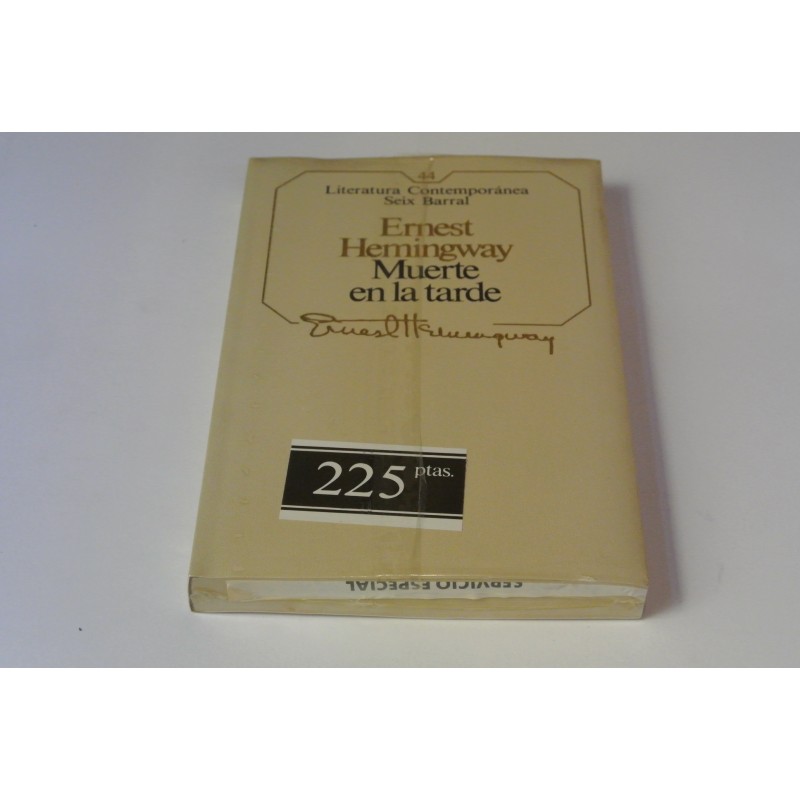 44
Literatura Contemporánea
Seix Barral
Ernest
Hemingway
Muerte
en la tarde
Ernest Hemingway
225 ptas.
SERVICIO ESPECIAL